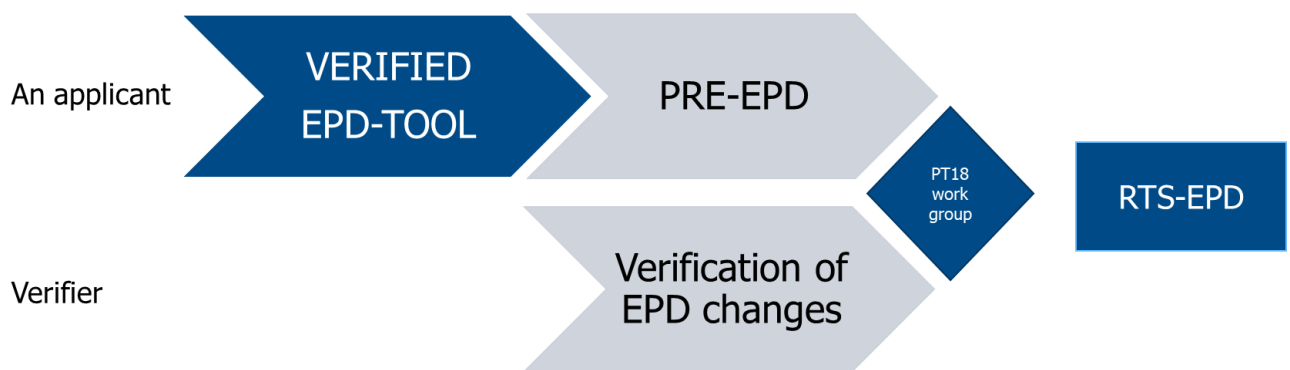 An applicant
VERIFIED
EPD-TOOL
PRE-EPD
PT18
work
group
RTS-EPD
Verifier
Verification of
EPD changes